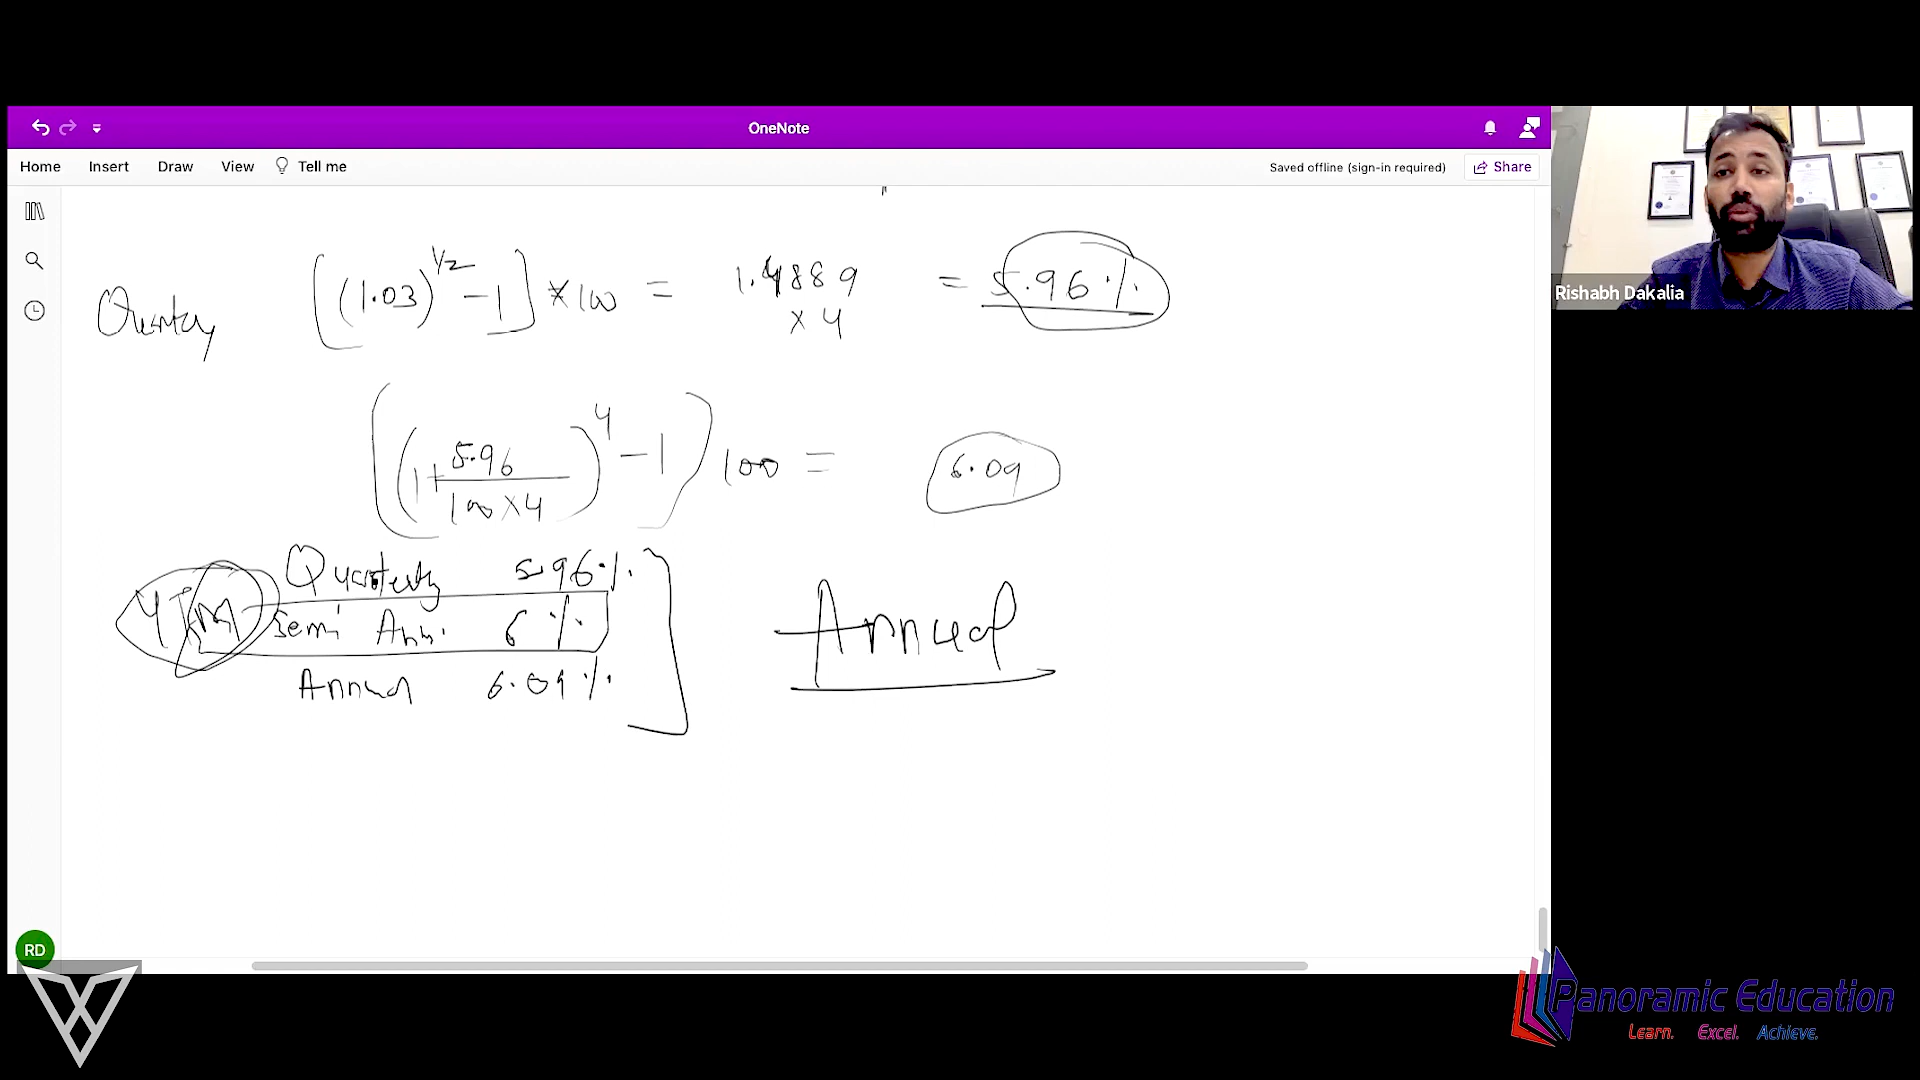 OneNote
Home Insert Draw View Tell me Saved offline (sign-in required) Share
[(1.03)^1/2 - 1] × 100 = 1.4889 × 4 = 5.96%
((1 + 5.96 / 100 × 4)^4 - 1) 100 = 6.09
Quarterly 5.96%
YTM Semi Ann. 6%
Annual 6.09%
Annual
Rishabh Dakalia
RD
Panoramic Education
Learn. Excel. Achieve.